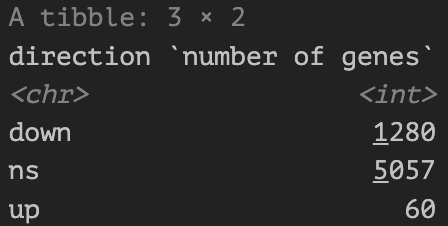 A tibble: 3 × 2
direction `number of genes`
<chr> <int>
down 1280
ns 5057
up 60